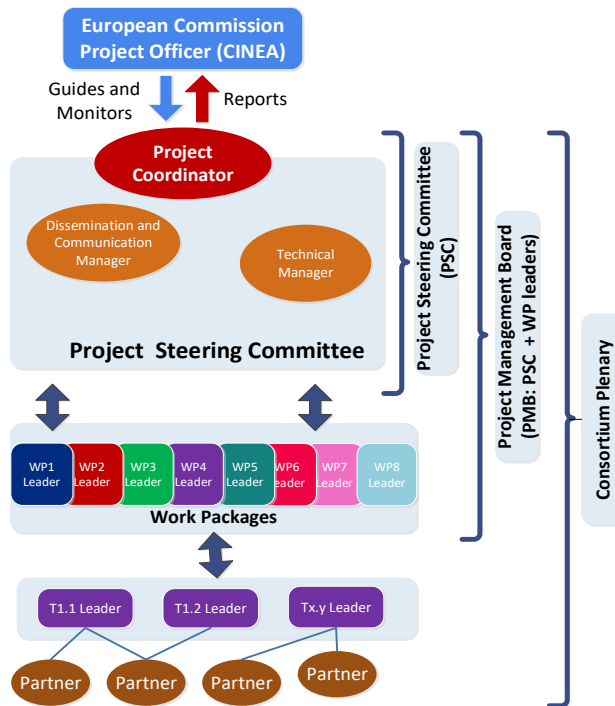 European Commission
Project Officer (CINEA)
Guides and
Monitors
Reports
Project
Coordinator
Dissemination and
Communication
Manager
Technical
Manager
Project Steering Committee
WP1
Leader
WP2
Leader
WP3
Leader
WP4
Leader
WP5
Leader
WP6
Leader
WP7
Leader
WP8
Leader
Work Packages
T1.1 Leader
T1.2 Leader
Tx.y Leader
Partner
Partner
Partner
Partner
Project Steering Committee
(PSC)
Project Management Board
(PMB: PSC + WP leaders)
Consortium Plenary